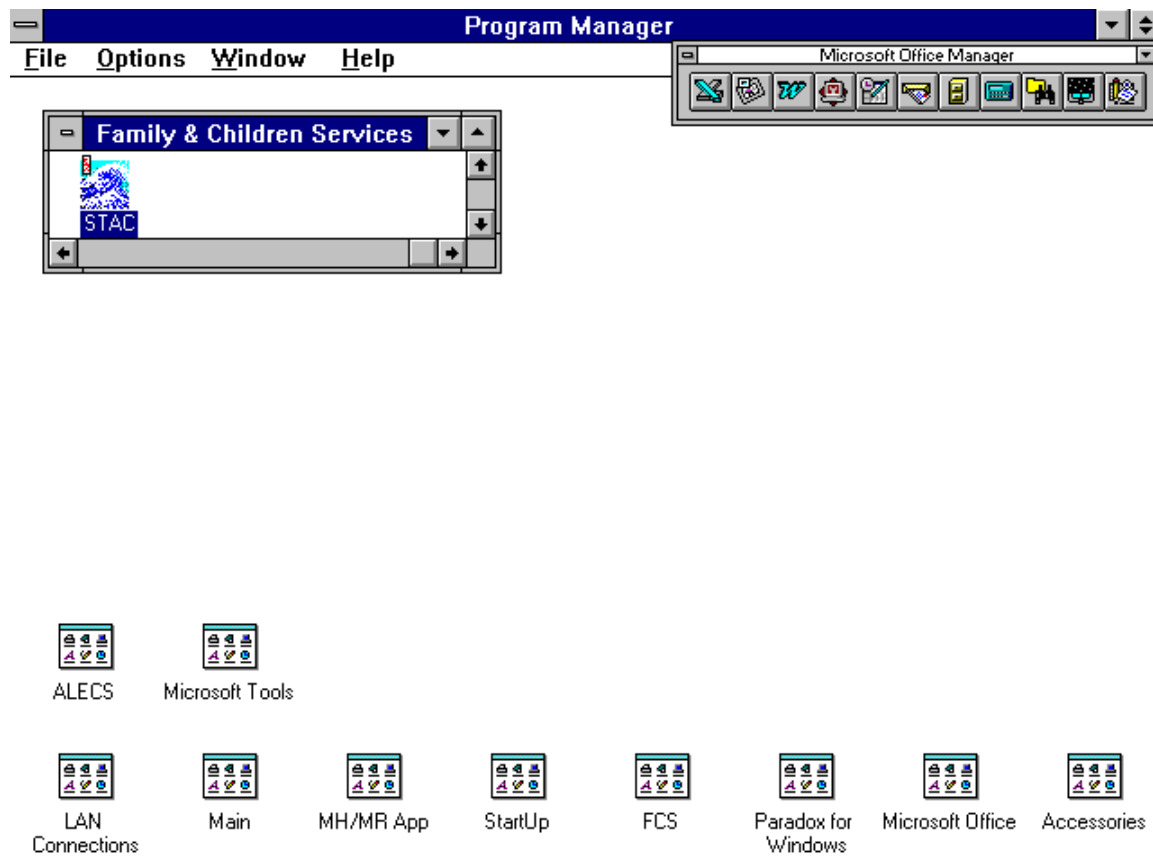 Program Manager
File Options Window Help
Microsoft Office Manager
Family & Children Services
STAC
ALECS Microsoft Tools
LAN Connections
Main
MH/MR App
StartUp
FCS
Paradox for Windows
Microsoft Office
Accessories